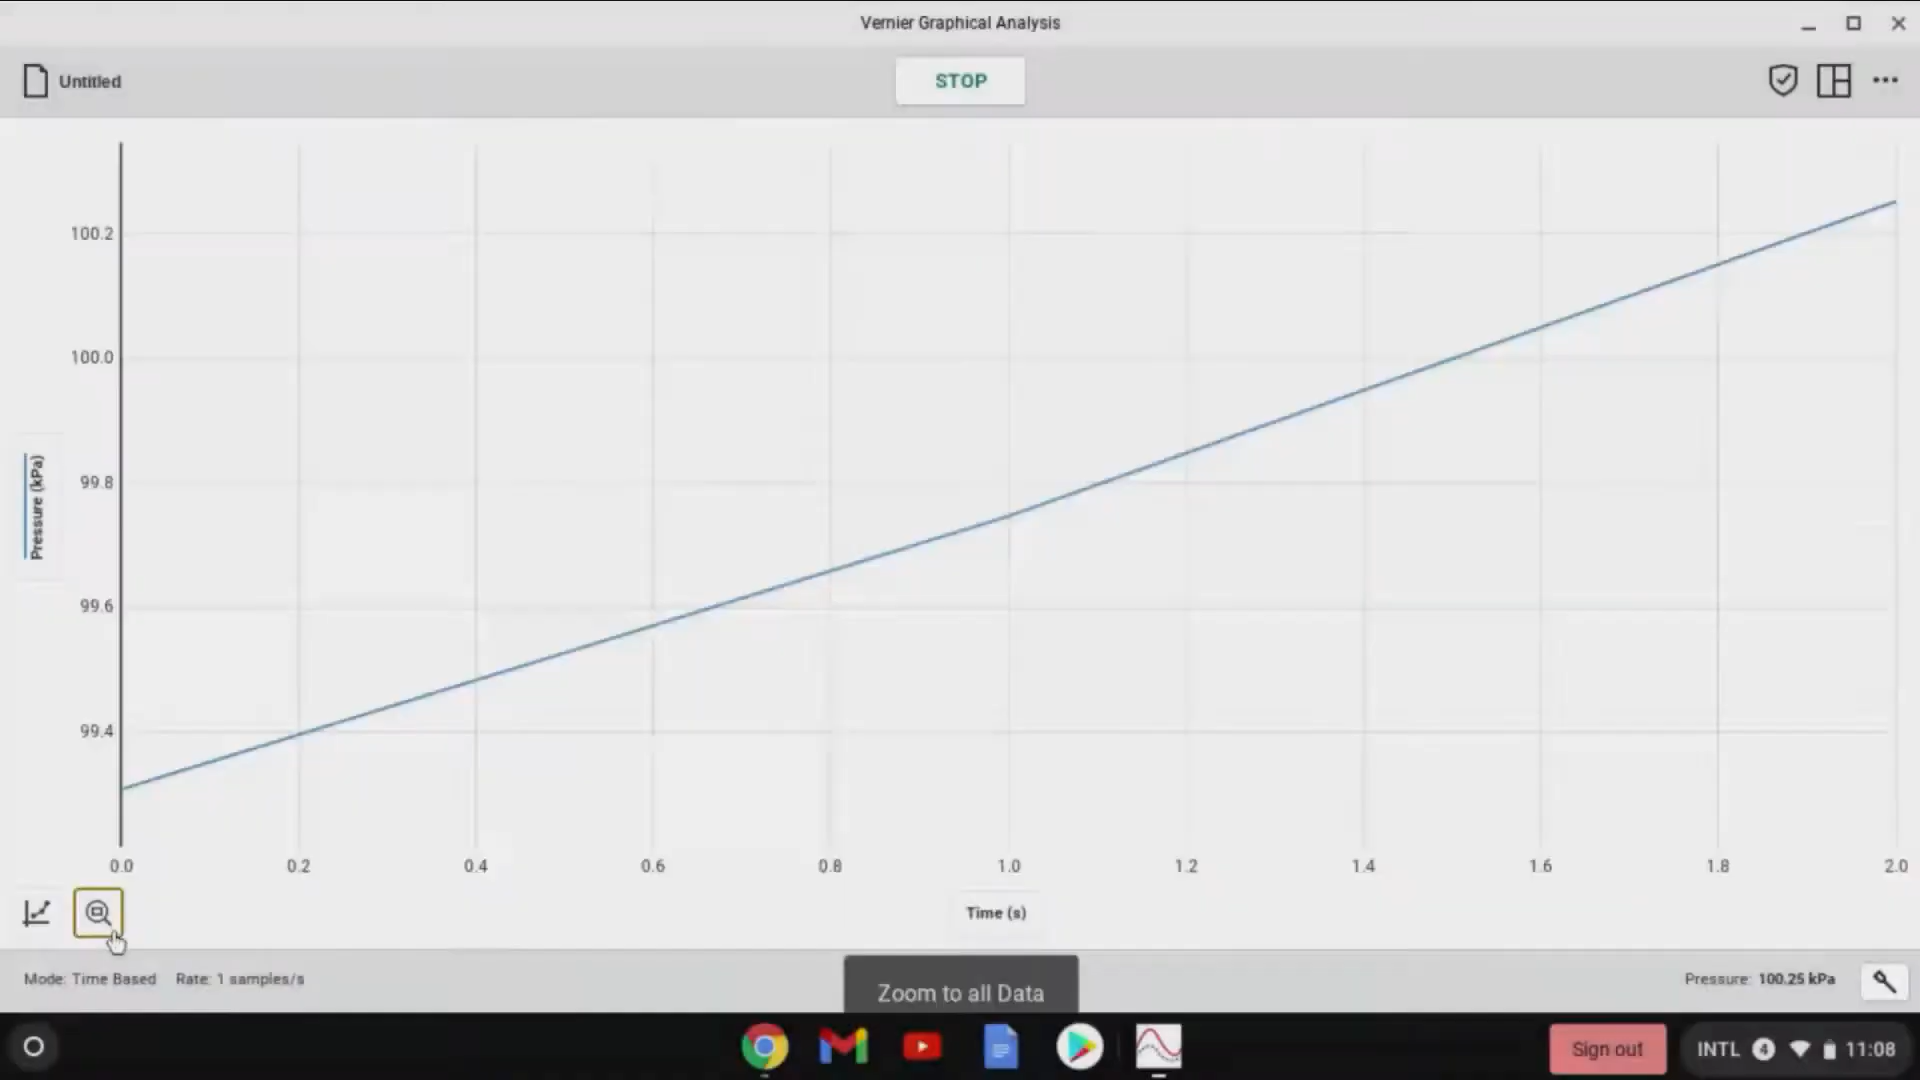 Vernier Graphical Analysis
Untitled
STOP
100.2
100.0
99.8
99.6
99.4
Pressure (kPa)
0.0 0.2 0.4 0.6 0.8 1.0 1.2 1.4 1.6 1.8 2.0
Time (s)
Mode: Time Based Rate: 1 samples/s
Zoom to all Data
Pressure: 100.25 kPa
Sign out
INTL 4 11:08